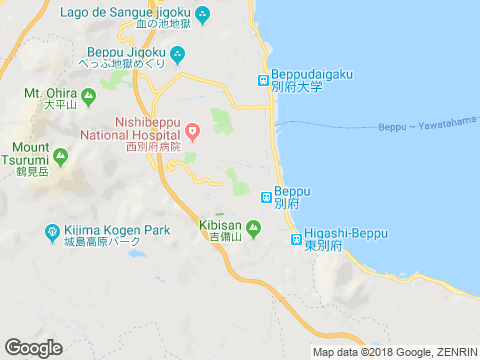 Lago de Sangue jigoku
血の池地獄
Beppu Jigoku
べっぷ地獄めぐり
Beppudaigaku
別府大学
Mt. Ohira
大平山
Nishibeppu
National Hospital
西別府病院
Beppu ~ Yawatahama
Mount
Tsurumi
鶴見岳
Beppu
別府
Kijima Kogen Park
城島高原パーク
Kibisan
吉備山
Higashi-Beppu
東別府
Google
Map data ©2018 Google, ZENRIN